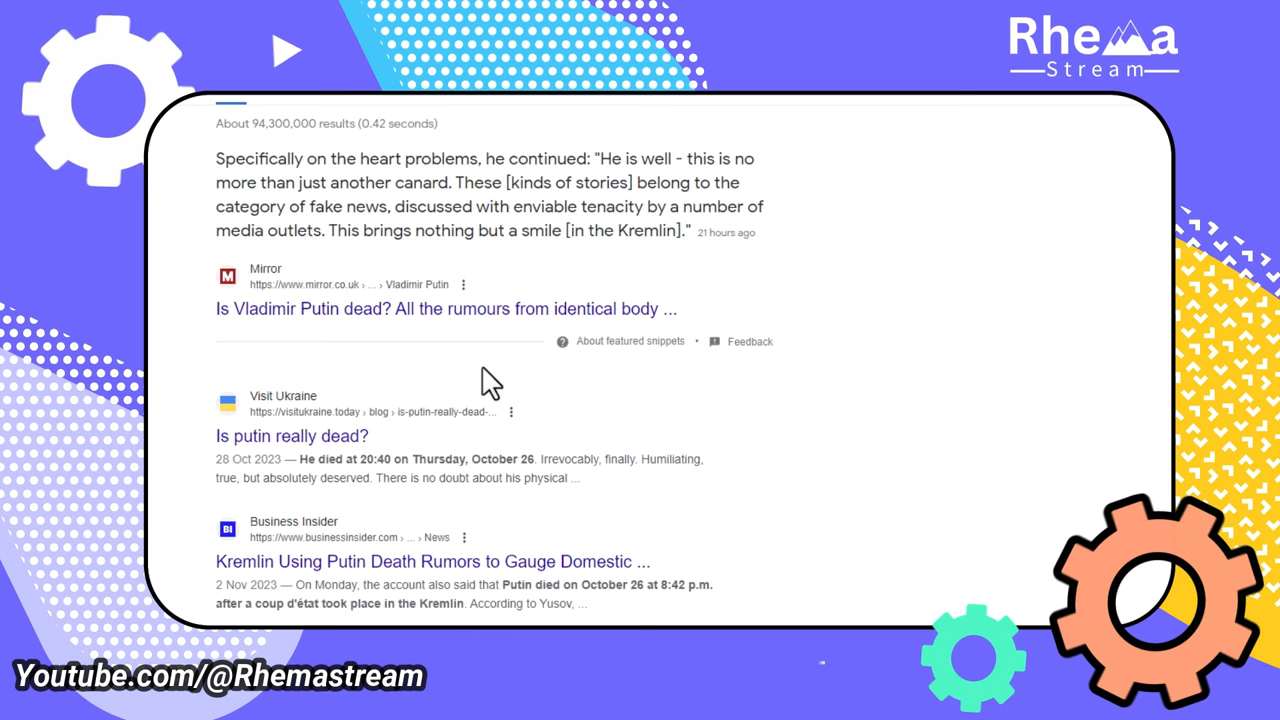 Rhema
Stream
About 94,300,000 results (0.42 seconds)
Specifically on the heart problems, he continued: "He is well - this is no
more than just another canard. These [kinds of stories] belong to the
category of fake news, discussed with enviable tenacity by a number of
media outlets. This brings nothing but a smile [in the Kremlin]." 21 hours ago
Mirror
https://www.mirror.co.uk › ... › Vladimir Putin
Is Vladimir Putin dead? All the rumours from identical body ...
About featured snippets • Feedback
Visit Ukraine
https://visitukraine.today › blog › is-putin-really-dead-...
Is putin really dead?
28 Oct 2023 — He died at 20:40 on Thursday, October 26. Irrevocably, finally. Humiliating,
true, but absolutely deserved. There is no doubt about his physical ...
BI
Business Insider
https://www.businessinsider.com › ... › News
Kremlin Using Putin Death Rumors to Gauge Domestic ...
2 Nov 2023 — On Monday, the account also said that Putin died on October 26 at 8:42 p.m.
after a coup d'état took place in the Kremlin. According to Yusov, ...
Youtube.com/@Rhemastream